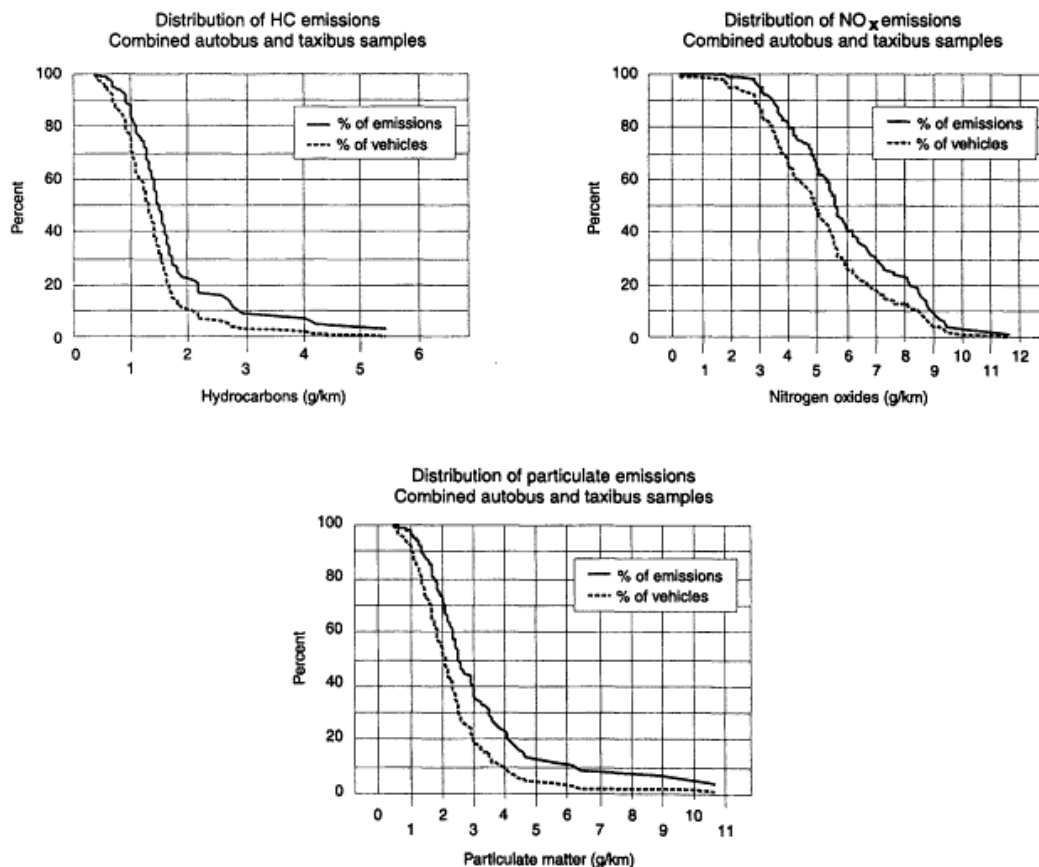 Distribution of HC emissions
Combined autobus and taxibus samples
100
80
60
40
20
0
Percent
% of emissions
% of vehicles
0 1 2 3 4 5 6
Hydrocarbons (g/km)
Distribution of NOx emissions
Combined autobus and taxibus samples
100
80
60
40
20
0
Percent
% of emissions
% of vehicles
0 1 2 3 4 5 6 7 8 9 10 11 12
Nitrogen oxides (g/km)
Distribution of particulate emissions
Combined autobus and taxibus samples
100
80
60
40
20
0
Percent
% of emissions
% of vehicles
0 1 2 3 4 5 6 7 8 9 10 11
Particulate matter (g/km)